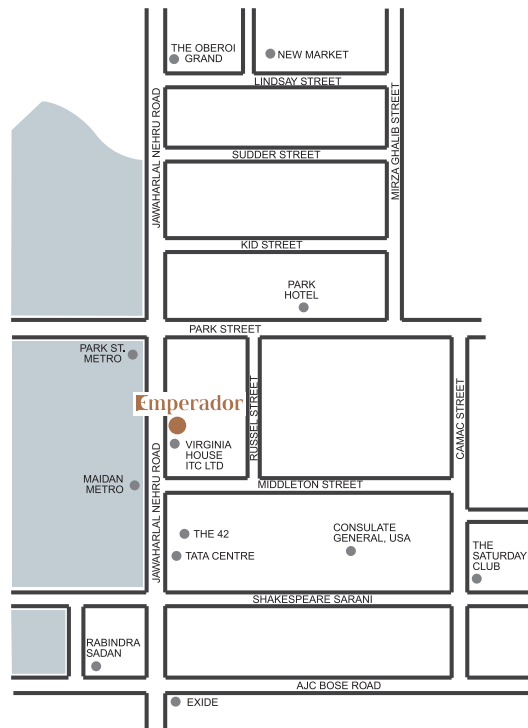 THE OBEROI
GRAND
NEW MARKET
LINDSAY STREET
JAWAHARLAL NEHRU ROAD
MIRZA GHALIB STREET
SUDDER STREET
KID STREET
PARK
HOTEL
PARK STREET
PARK ST.
METRO
Emperador
RUSSEL STREET
CAMAC STREET
VIRGINIA
HOUSE
ITC LTD
JAWAHARLAL NEHRU ROAD
MAIDAN
METRO
MIDDLETON STREET
THE 42
TATA CENTRE
CONSULATE
GENERAL, USA
THE
SATURDAY
CLUB
SHAKESPEARE SARANI
RABINDRA
SADAN
AJC BOSE ROAD
EXIDE